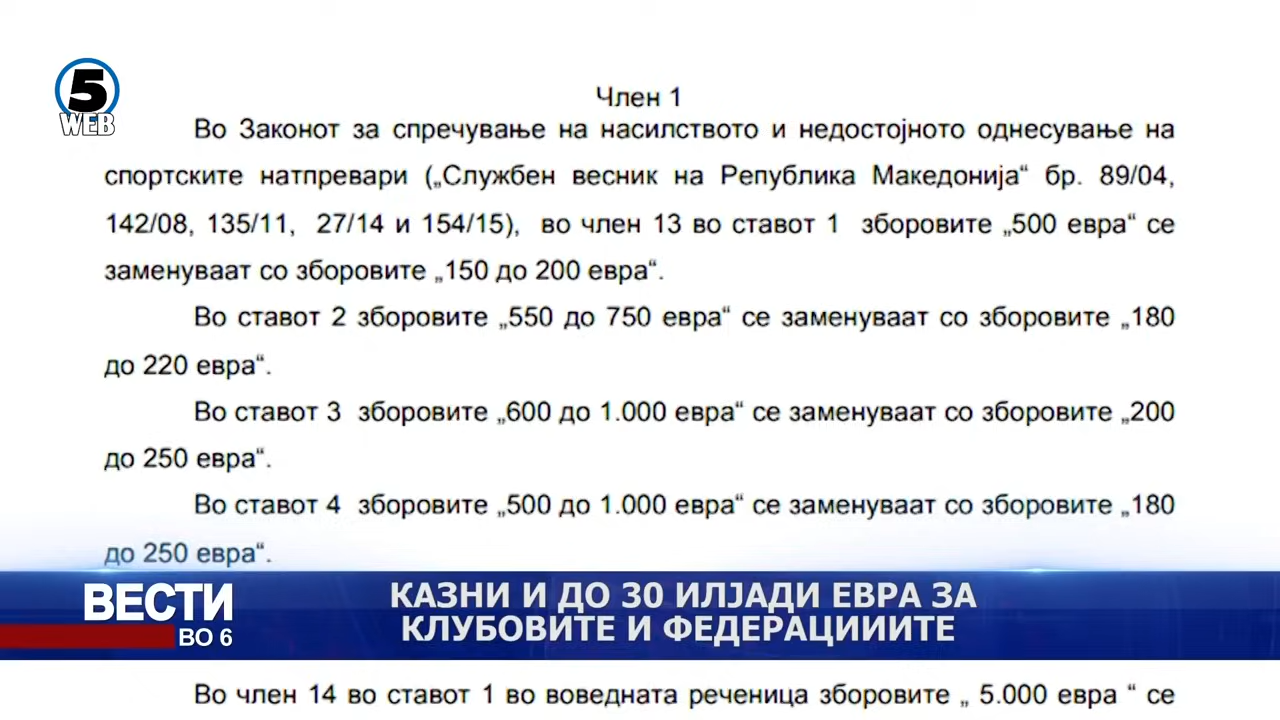 5
WEB
Член 1
Во Законот за спречување на насилството и недостојното однесување на
спортските натпревари („Службен весник на Република Македонија“ бр. 89/04,
142/08, 135/11, 27/14 и 154/15), во член 13 во ставот 1 зборовите „500 евра“ се
заменуваат со зборовите „150 до 200 евра“.
Во ставот 2 зборовите „550 до 750 евра“ се заменуваат со зборовите „180
до 220 евра“.
Во ставот 3 зборовите „600 до 1.000 евра“ се заменуваат со зборовите „200
до 250 евра“.
Во ставот 4 зборовите „500 до 1.000 евра“ се заменуваат со зборовите „180
до 250 евра“.
ВЕСТИ
ВО 6
КАЗНИ И ДО 30 ИЛЈАДИ ЕВРА ЗА
КЛУБОВИТЕ И ФЕДЕРАЦИИИТЕ
Во член 14 во ставот 1 во воведната реченица зборовите „ 5.000 евра “ се